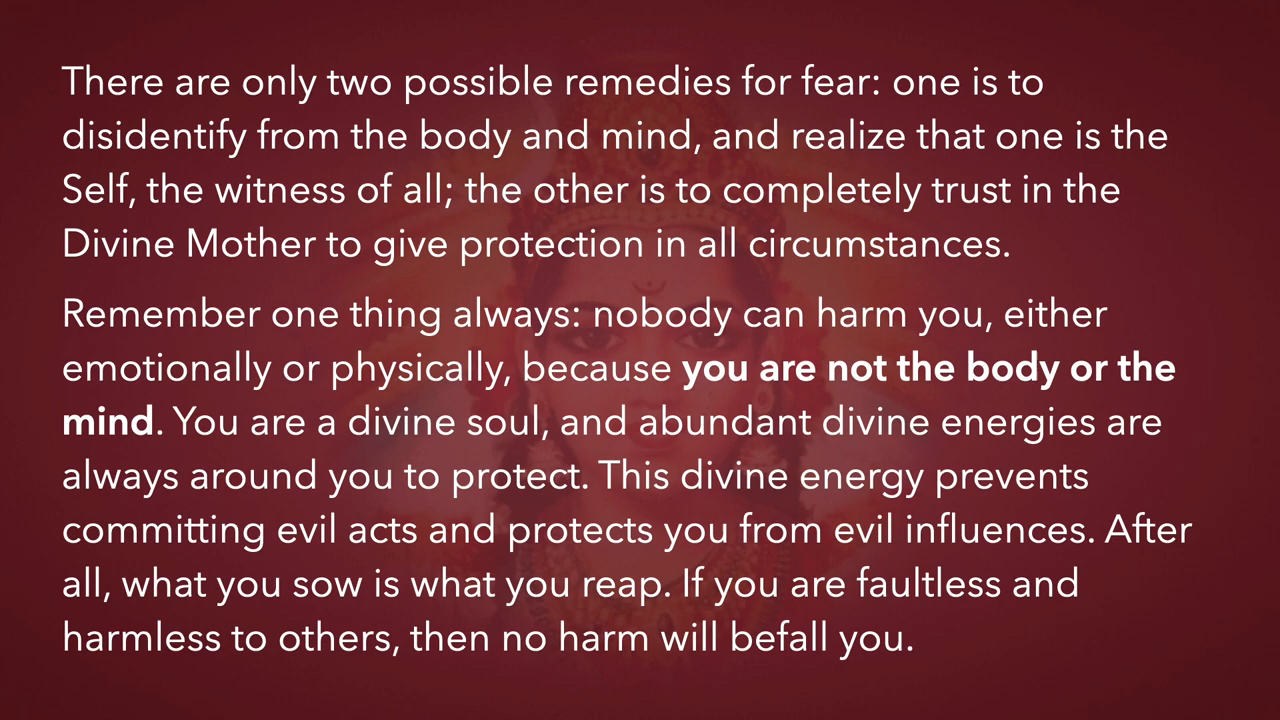 There are only two possible remedies for fear: one is to
disidentify from the body and mind, and realize that one is the
Self, the witness of all; the other is to completely trust in the
Divine Mother to give protection in all circumstances.
Remember one thing always: nobody can harm you, either
emotionally or physically, because you are not the body or the
mind. You are a divine soul, and abundant divine energies are
always around you to protect. This divine energy prevents
committing evil acts and protects you from evil influences. After
all, what you sow is what you reap. If you are faultless and
harmless to others, then no harm will befall you.